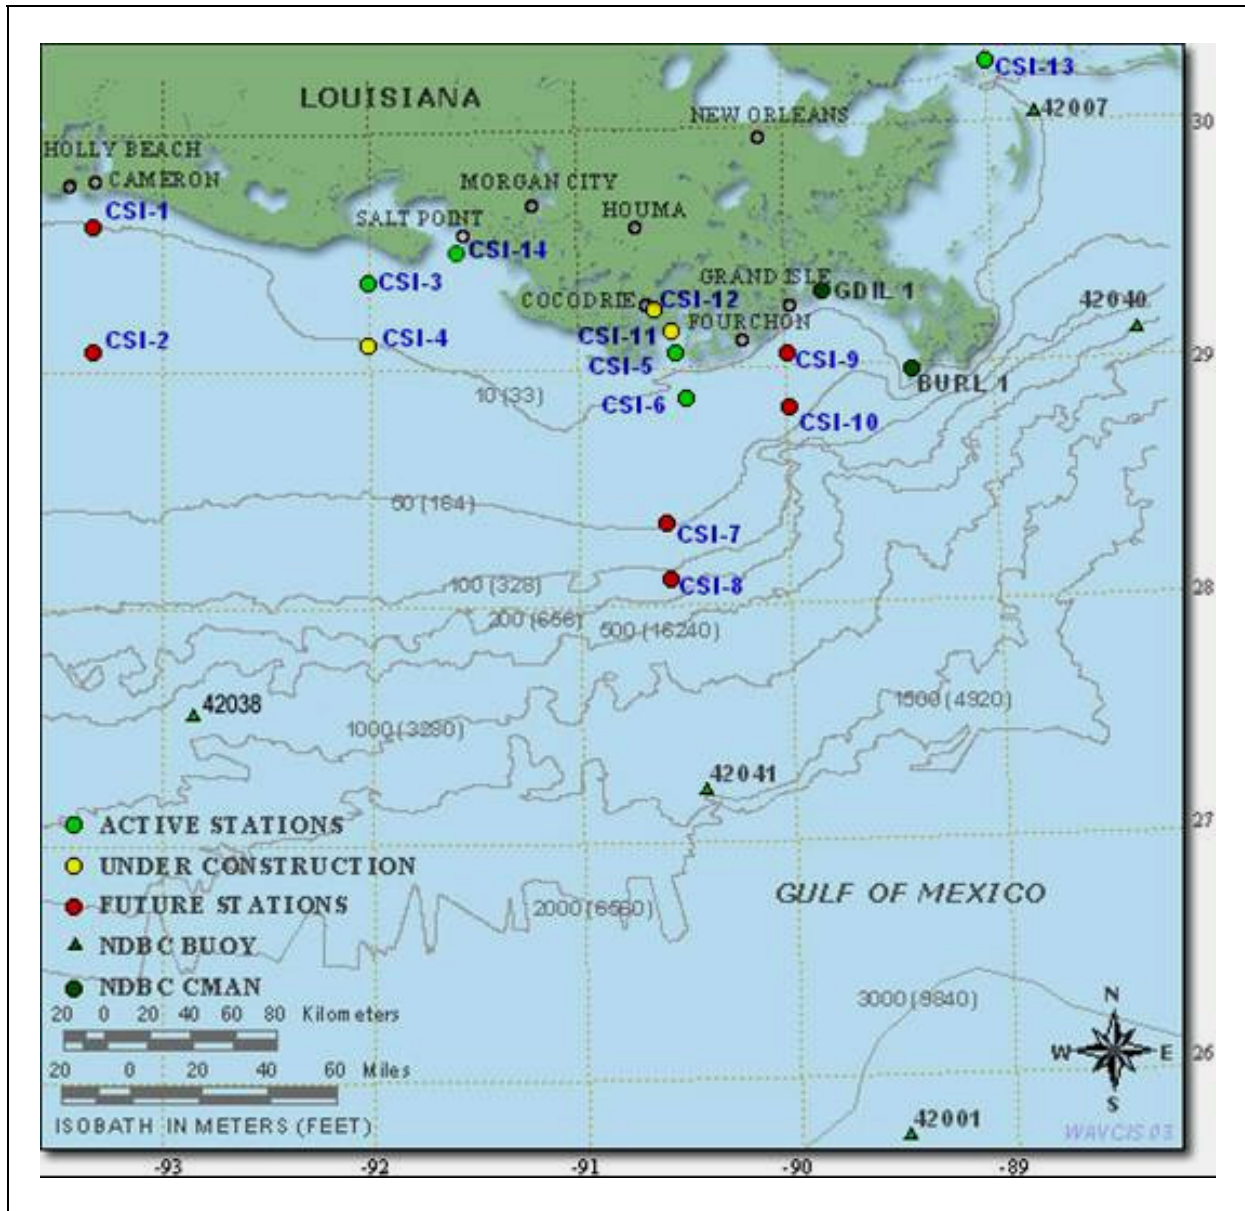 CSI-13
LOUISIANA
42007
NEW ORLEANS
30
HOLLY BEACH
CAMERON
MORGAN CITY
CSI-1
SALT POINT
HOUMA
CSI-14
CSI-3
GRAND ISLE
GDIL 1
COCODRIE
CSI-12
42040
CSI-11
FOURCHON
CSI-2
CSI-4
CSI-5
CSI-9
29
BURL 1
10 (33)
CSI-6
CSI-10
50 (164)
CSI-7
100 (328)
CSI-8
28
200 (656)
500 (16240)
42038
1500 (4920)
1000 (3280)
42041
ACTIVE STATIONS
27
UNDER CONSTRUCTION
GULF OF MEXICO
FUTURE STATIONS
2000 (6560)
NDBC BUOY
NDBC CMAN
3000 (9840)
N
20 0 20 40 60 80 Kilometers
W E
26
20 0 20 40 60 Miles
S
ISOBATH IN METERS (FEET)
42001
WAVCIS 03
-93 -92 -91 -90 -89